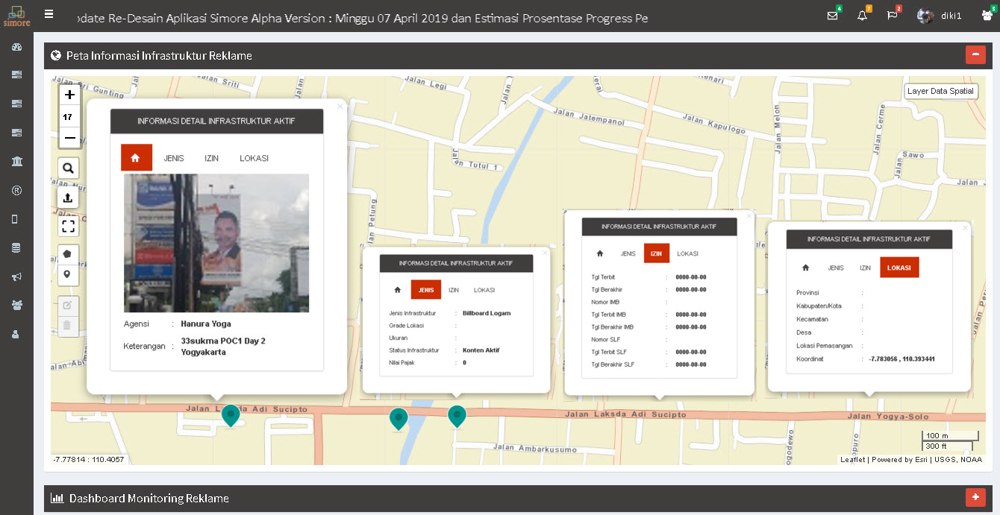 simore
pdate Re-Desain Aplikasi Simore Alpha Version : Minggu 07 April 2019 dan Estimasi Prosentase Progress Pe
4
7
2
diki1
3
Peta Informasi Infrastruktur Reklame
Layer Data Spatial
+
17
−
Jalan Sriti
Jalan Legi
Jalan Jatempanol
Jalan Kapulogo
Jalan Melon
Jalan Cerme
Sawo
Jalan J
Jalan Tutul 1
Jalan Petung
INFORMASI DETAIL INFRASTRUKTUR AKTIF
JENIS
IZIN
LOKASI
Agensi : Hanura Yoga
Keterangan : 33sukma POC1 Day 2
Yogyakarta
INFORMASI DETAIL INFRASTRUKTUR AKTIF
JENIS IZIN LOKASI
Jenis Infrastruktur : Billboard Logam
Grade Lokasi :
Ukuran :
Status Infrastruktur : Konten Aktif
Nilai Pajak : 0
INFORMASI DETAIL INFRASTRUKTUR AKTIF
JENIS IZIN LOKASI
Tgl Terbit : 0000-00-00
Tgl Berakhir : 0000-00-00
Nomor IMB :
Tgl Terbit IMB : 0000-00-00
Tgl Berakhir IMB : 0000-00-00
Nomor SLF :
Tgl Terbit SLF : 0000-00-00
Tgl Berakhir SLF : 0000-00-00
INFORMASI DETAIL INFRASTRUKTUR AKTIF
JENIS IZIN LOKASI
Provinsi :
Kabupaten/Kota :
Kecamatan :
Desa :
Lokasi Pemasangan :
Koordinat : -7.783056 , 110.393441
Jalan Laksda Adi Sucipto
Jalan Laksda Adi Sucipto
Jalan Yogya-Solo
Jalan Ambarkusumo
100 m
300 ft
-7.77814 : 110.4057
Leaflet | Powered by Esri | USGS, NOAA
Dashboard Monitoring Reklame